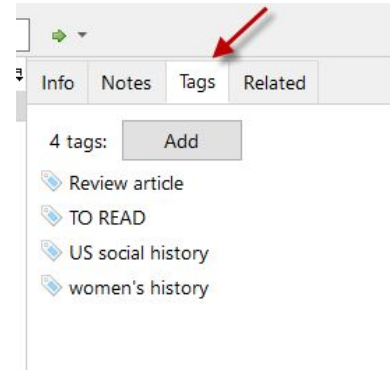 Info Notes Tags Related
4 tags: Add
Review article
TO READ
US social history
women's history